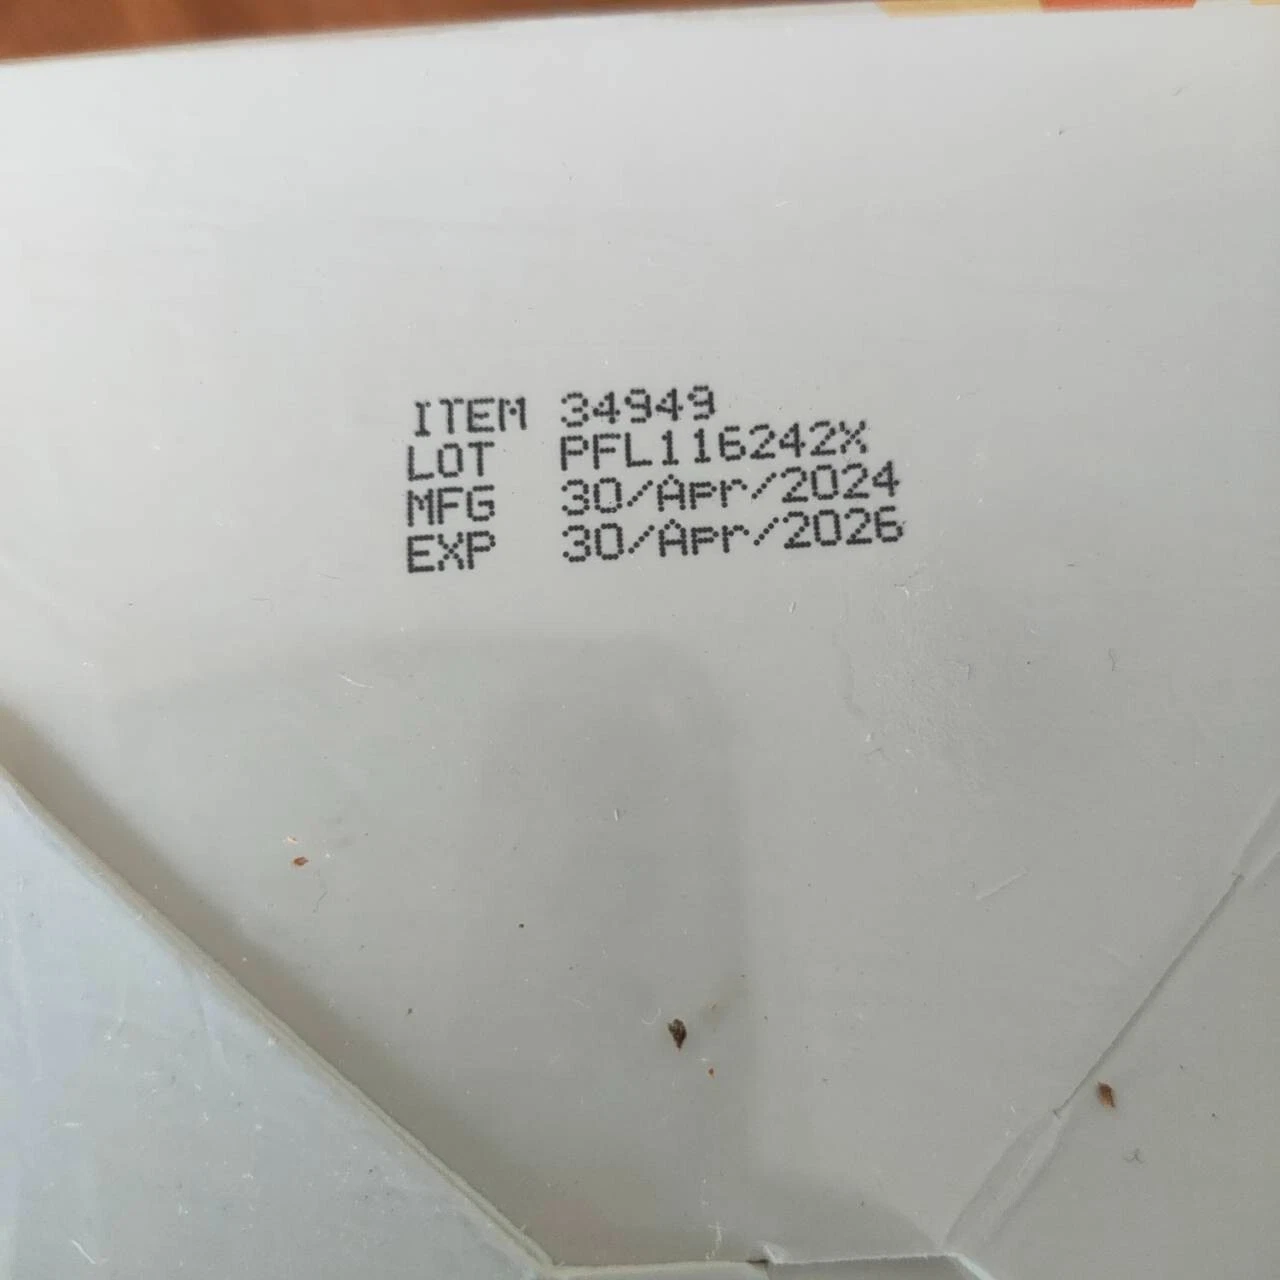 ITEM 34949
LOT PFL116242X
MFG 30/Apr/2024
EXP 30/Apr/2026